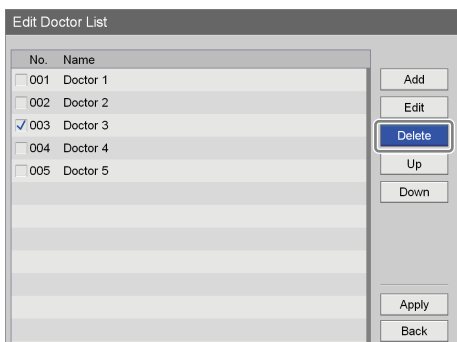 Edit Doctor List
No. Name
001 Doctor 1
002 Doctor 2
003 Doctor 3
004 Doctor 4
005 Doctor 5
Add
Edit
Delete
Up
Down
Apply
Back